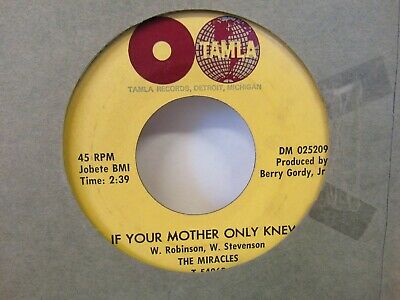 TAMLA
TAMLA RECORDS, DETROIT, MICHIGAN
45 RPM
Jobete BMI
Time: 2:39
DM 025209
Produced by
Berry Gordy, Jr
IF YOUR MOTHER ONLY KNEW
W. Robinson, W. Stevenson
THE MIRACLES